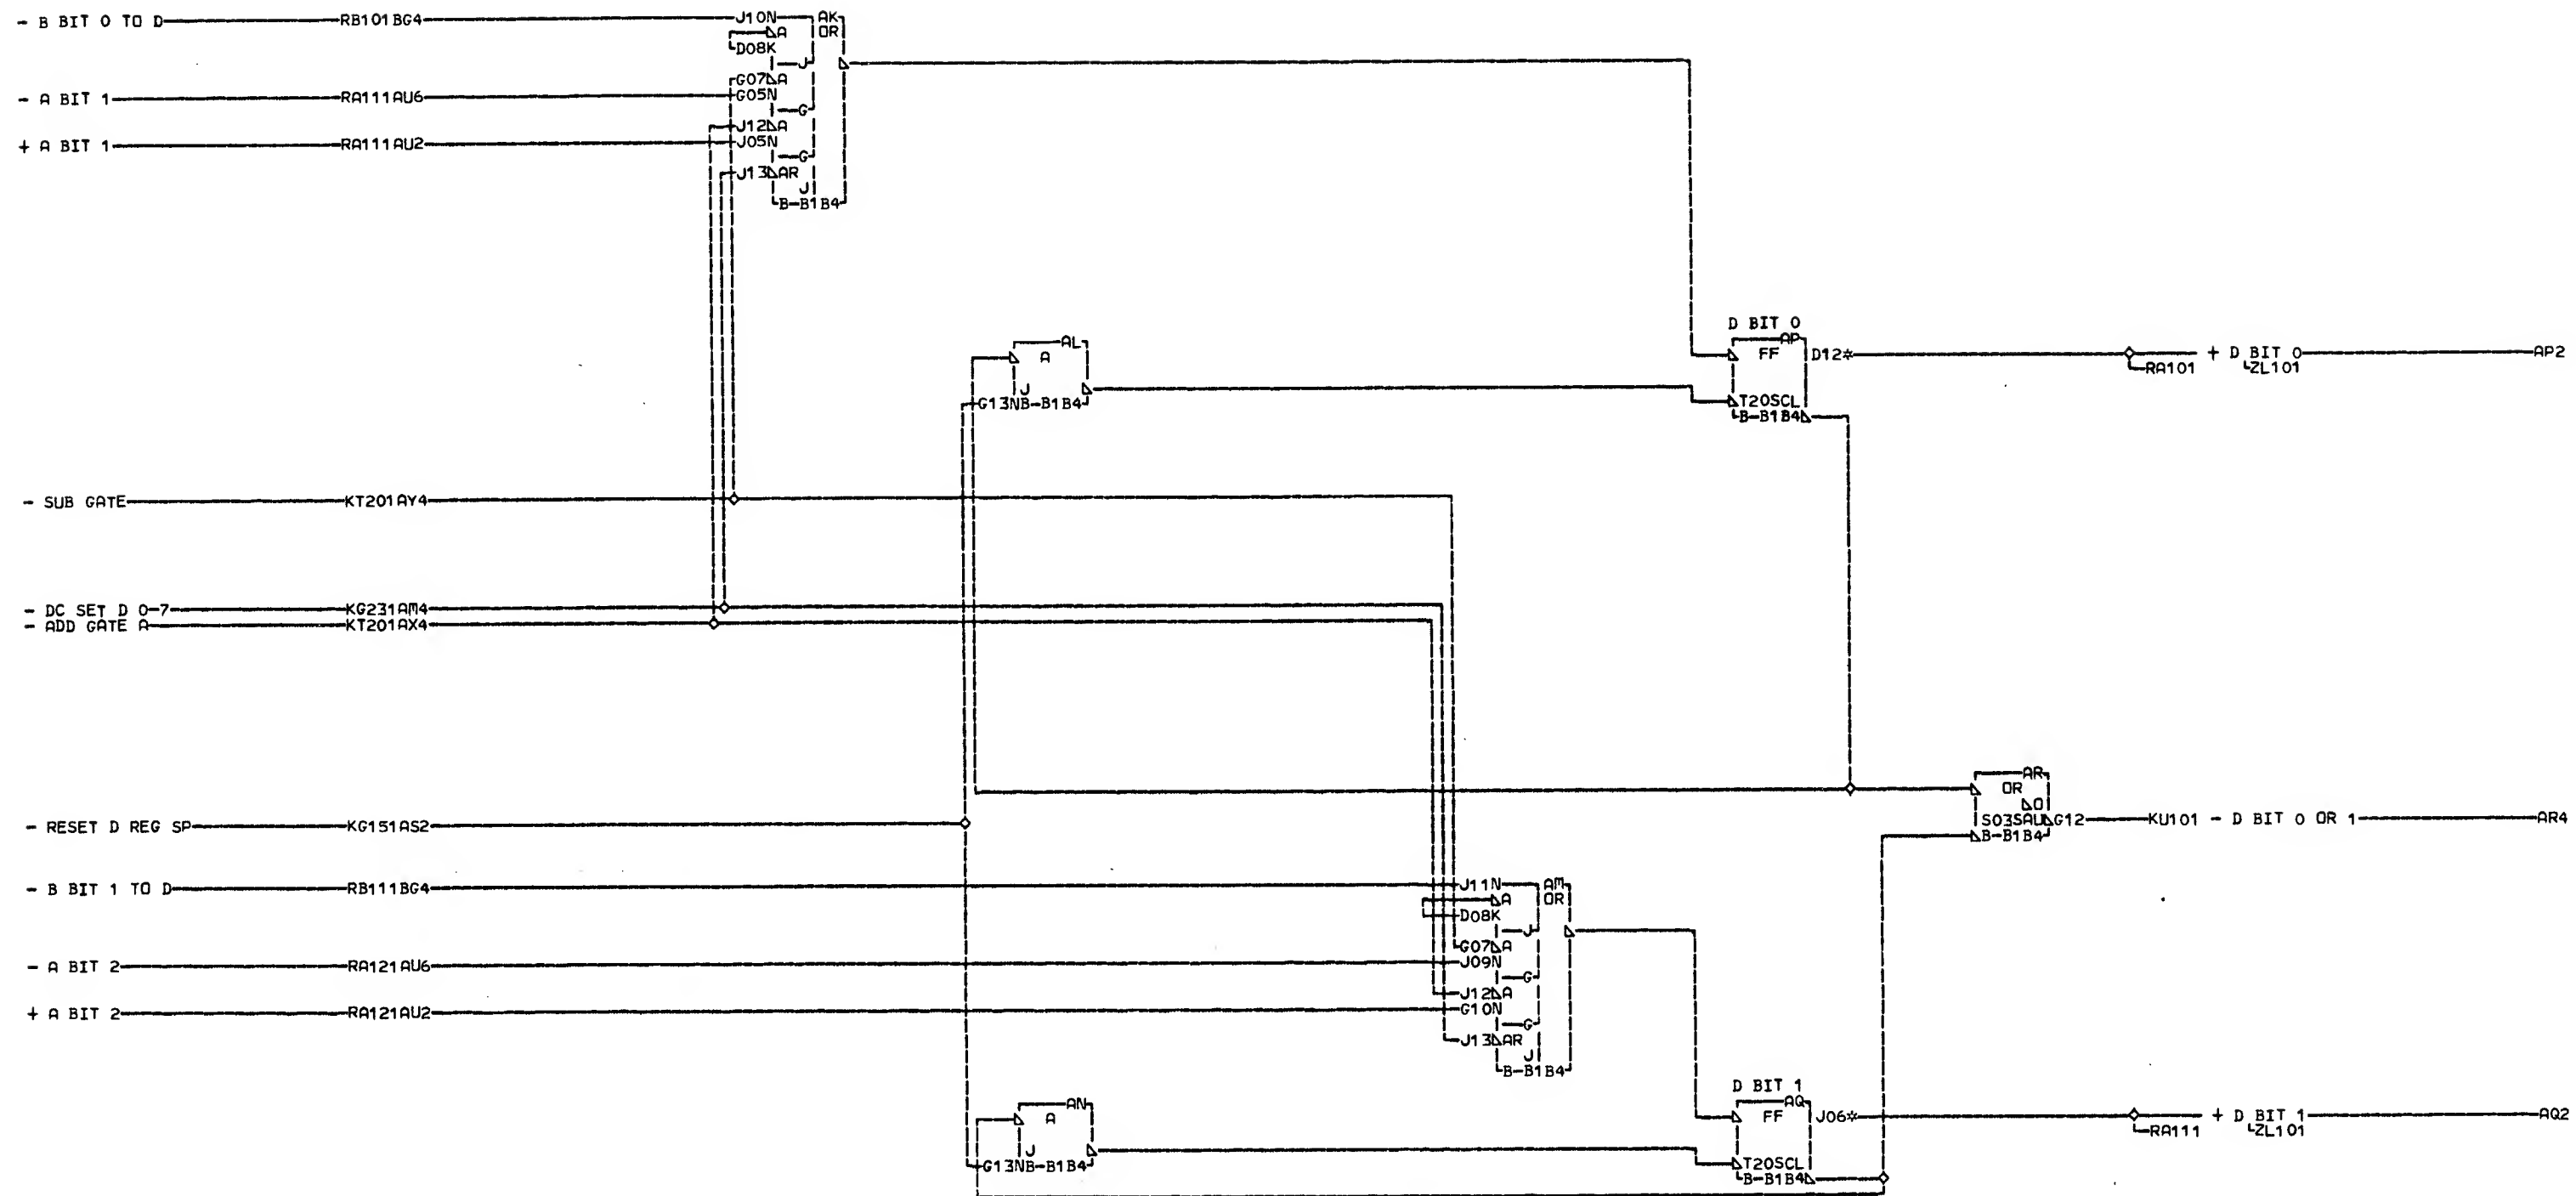 - B BIT 0 TO D RB101BG4 J10N AK
A OR
D08K
J
G07 A
- A BIT 1 RA111AU6 G05N
G
J12 A
+ A BIT 1 RA111AU2 J05N
G
J13 AR
J
B-B1B4
D BIT 0
AL AP
A FF D12* + D BIT 0 AP2
RA101 ZL101
J
G13NB-B1B4 T20SCL
B-B1B4
- SUB GATE KT201AY4
- DC SET D 0-7 KG231AM4
- ADD GATE A KT201AX4
AR
OR
O
- RESET D REG SP KG151AS2 S03SAU G12 KU101 - D BIT 0 OR 1 AR4
B-B1B4
- B BIT 1 TO D RB111BG4 J11N AM
A OR
D08K
J
G07 A
- A BIT 2 RA121AU6 J09N
G
J12 A
+ A BIT 2 RA121AU2 G10N
G
J13 AR
J
B-B1B4
D BIT 1
AN AQ
A FF J06* + D BIT 1 AQ2
RA111 ZL101
J
G13NB-B1B4 T20SCL
B-B1B4